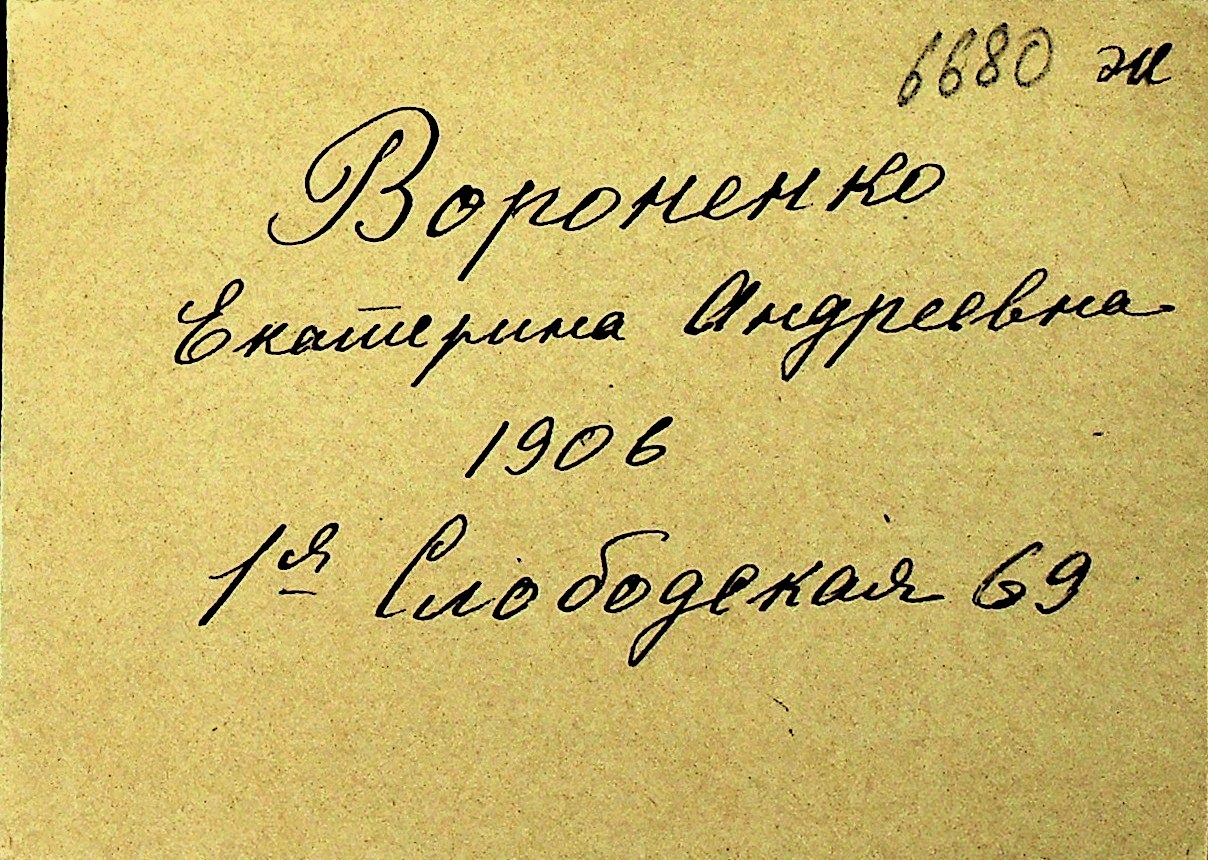 6680 ж
Вороненко
Екатерина Андреевна
1906
1я Слободская 69